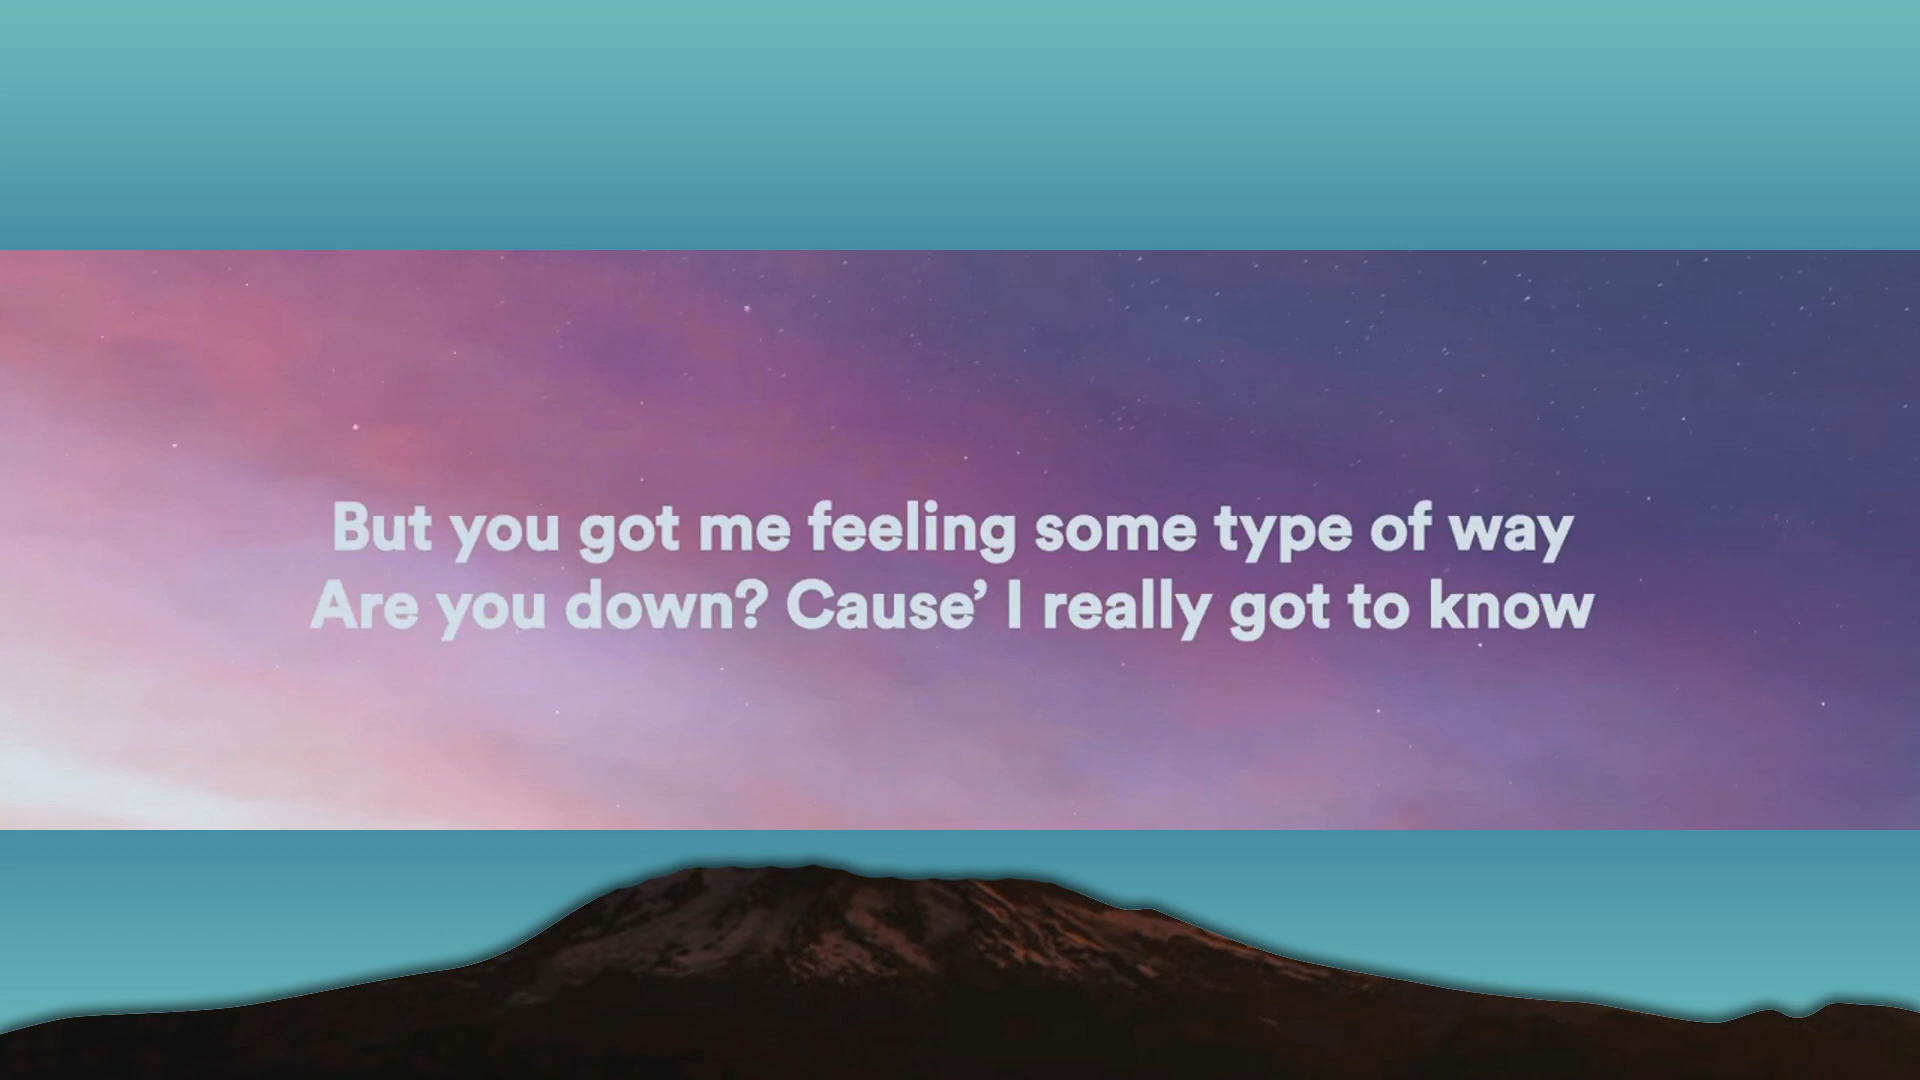 But you got me feeling some type of way
Are you down? Cause’ I really got to know